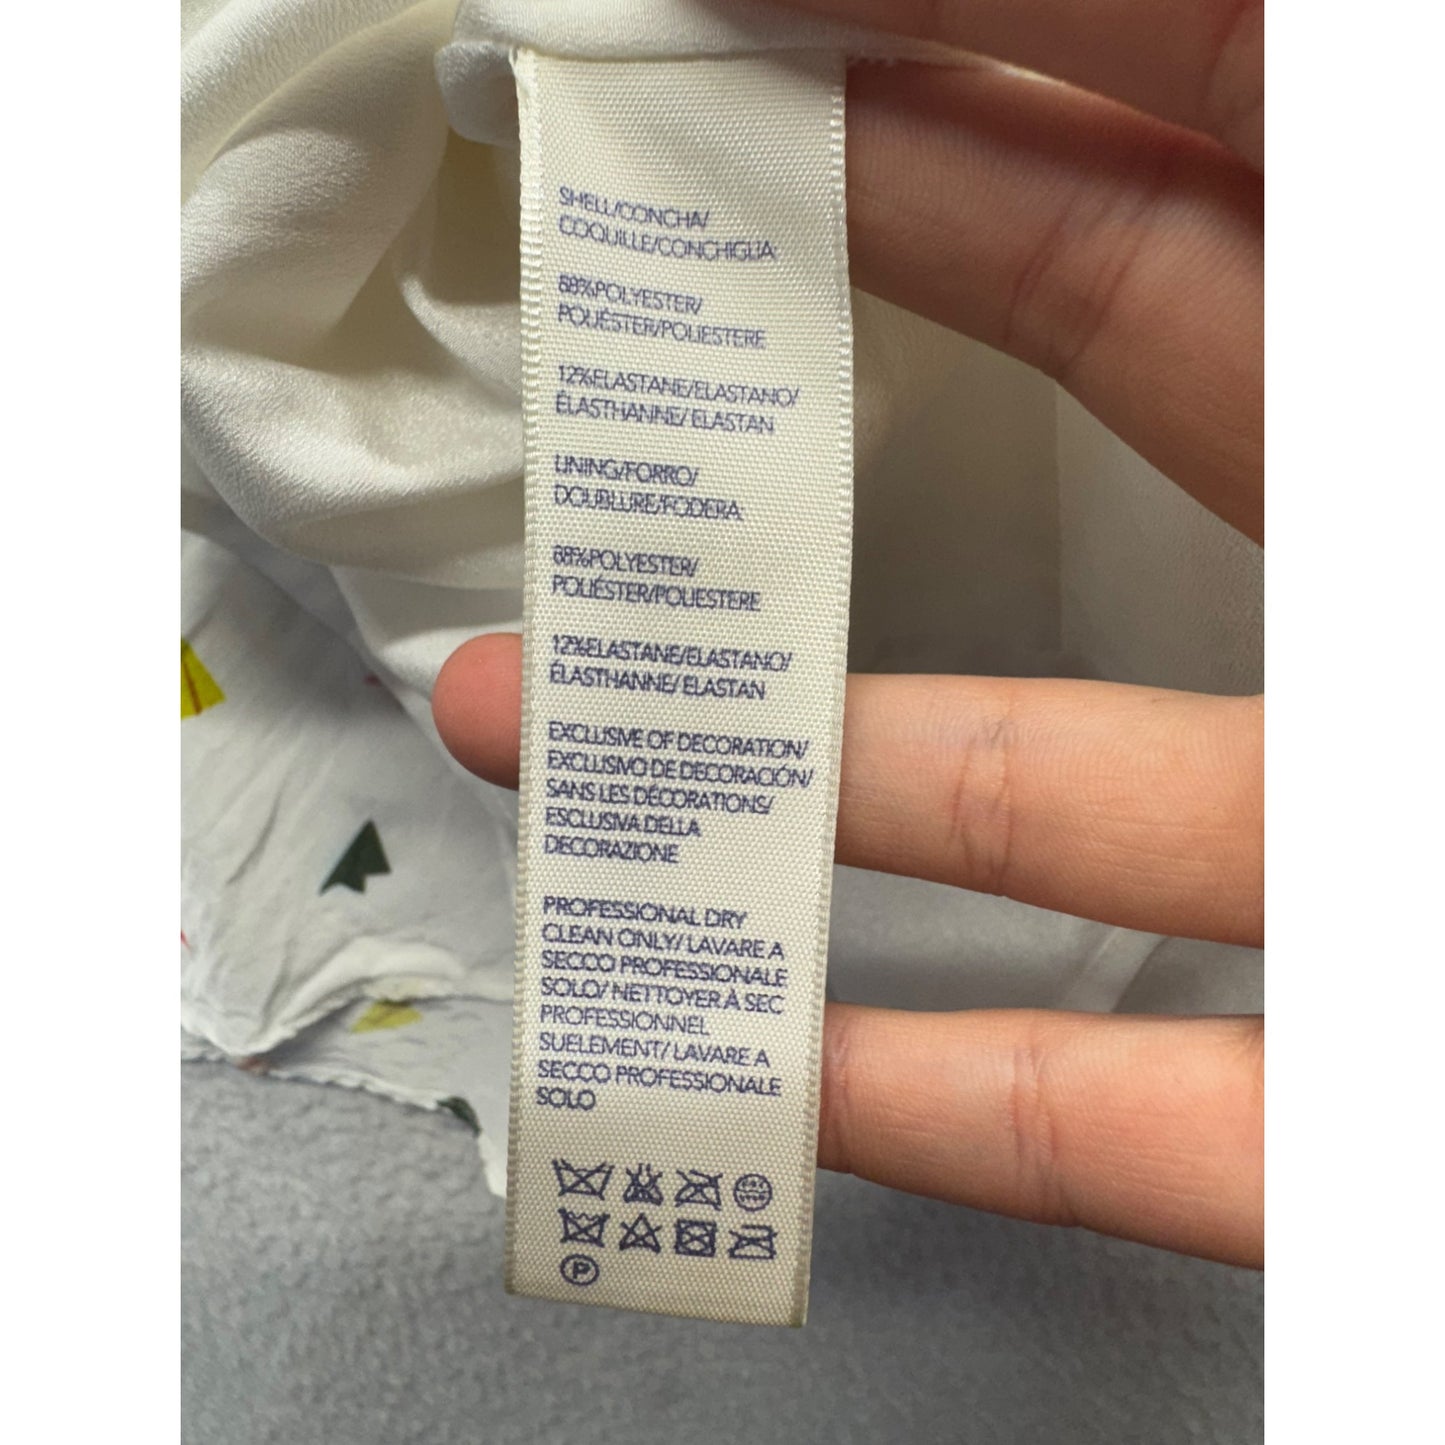 SHELL/CONCHA/
COQUILLE/CONCHIGLIA
88%POLYESTER/
POLIÉSTER/POLIESTERE
12%ELASTANE/ELASTANO/
ÉLASTHANNE/ ELASTAN
LINING/FORRO/
DOUBLURE/FODERA
88%POLYESTER/
POLIÉSTER/POLIESTERE
12%ELASTANE/ELASTANO/
ÉLASTHANNE/ ELASTAN
EXCLUSIVE OF DECORATION/
EXCLUSIVO DE DECORACIÓN/
SANS LES DÉCORATIONS/
ESCLUSIVA DELLA
DECORAZIONE
PROFESSIONAL DRY
CLEAN ONLY/ LAVARE A
SECCO PROFESSIONALE
SOLO/ NETTOYER À SEC
PROFESSIONNEL
SUELEMENT/ LAVARE A
SECCO PROFESSIONALE
SOLO
P